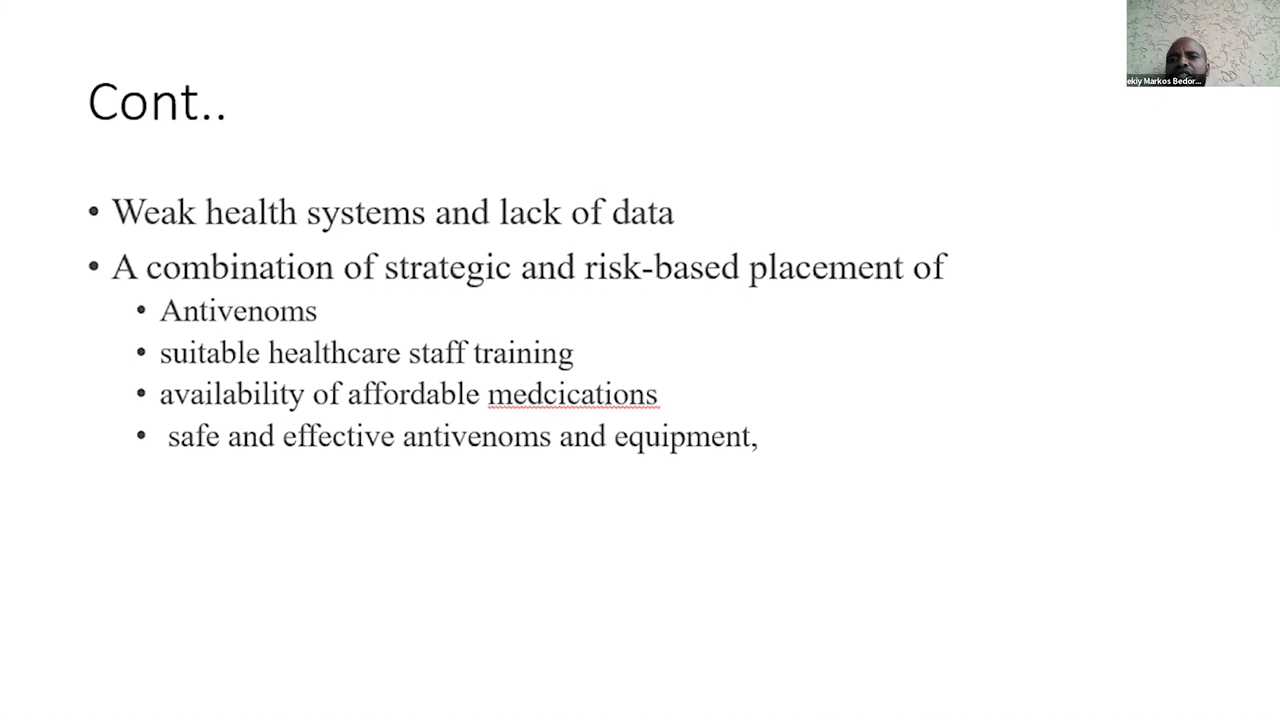 ekiy Markos Bedor...
Cont..
• Weak health systems and lack of data
• A combination of strategic and risk-based placement of
• Antivenoms
• suitable healthcare staff training
• availability of affordable medcications
• safe and effective antivenoms and equipment,